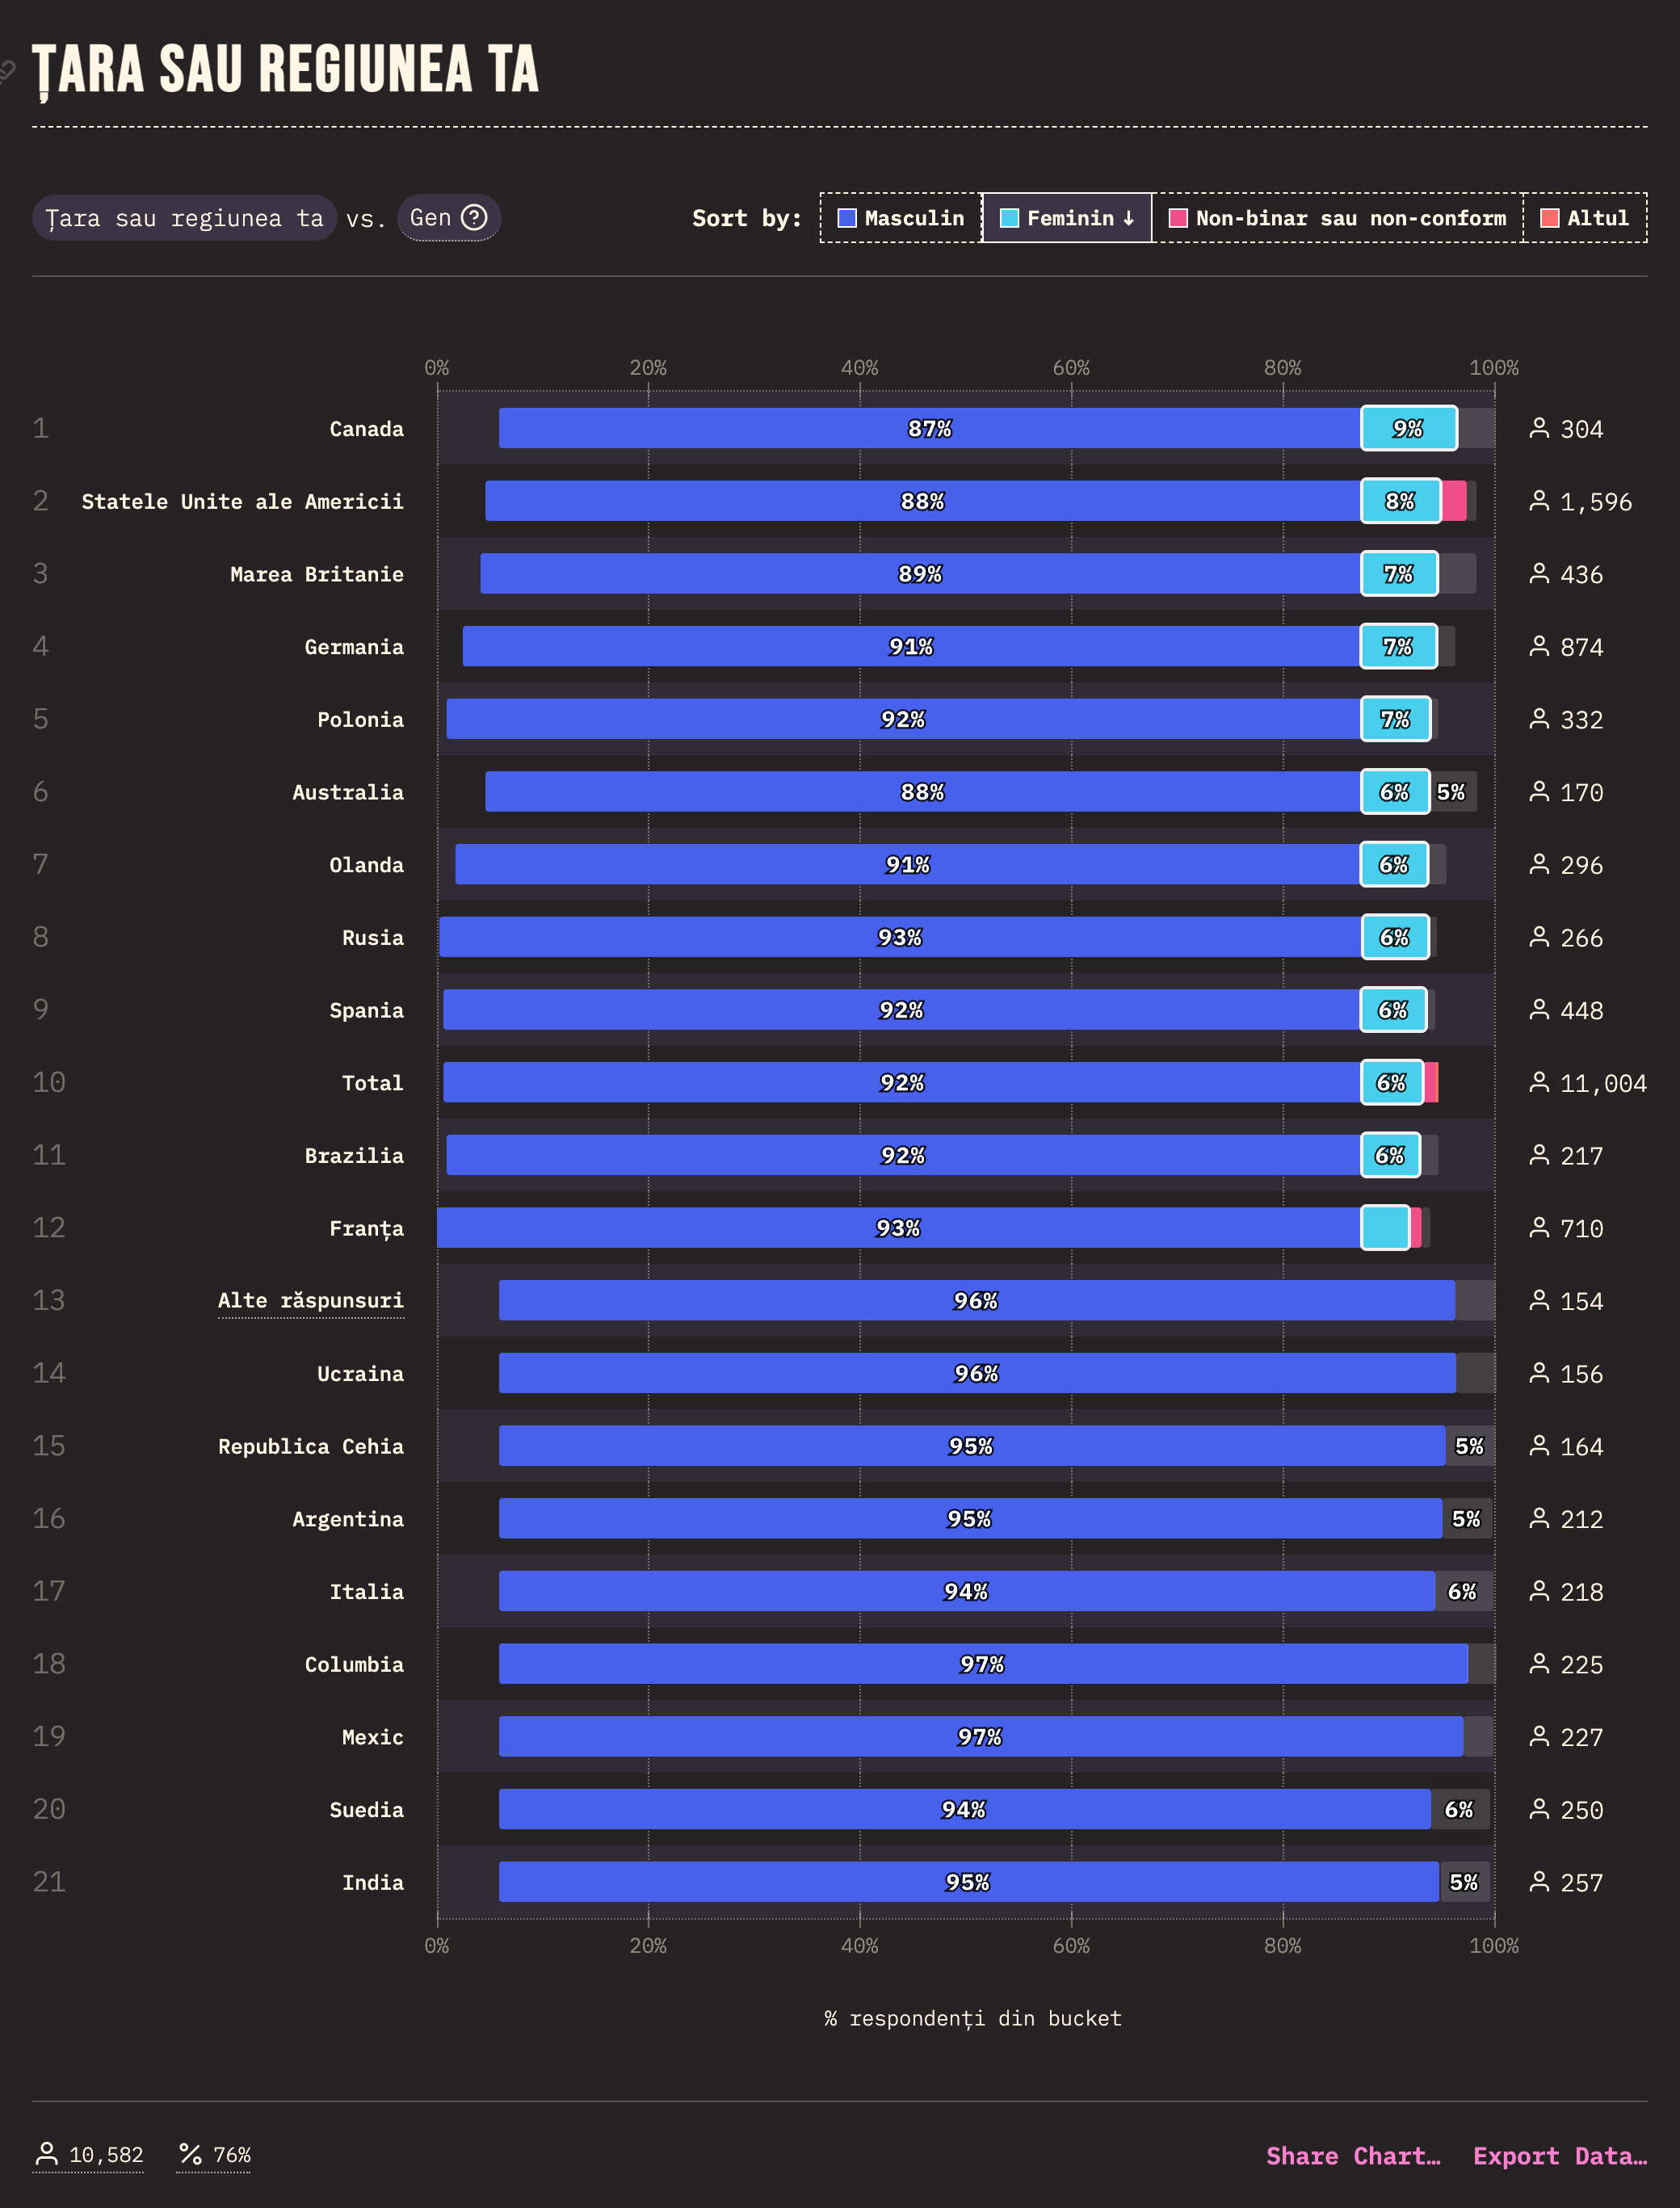 ȚARA SAU REGIUNEA TA
Țara sau regiunea ta vs. Gen ?
Sort by: Masculin Feminin ↓ Non-binar sau non-conform Altul
0% 20% 40% 60% 80% 100%
1 Canada 87% 9% 304
2 Statele Unite ale Americii 88% 8% 1,596
3 Marea Britanie 89% 7% 436
4 Germania 91% 7% 874
5 Polonia 92% 7% 332
6 Australia 88% 6% 5% 170
7 Olanda 91% 6% 296
8 Rusia 93% 6% 266
9 Spania 92% 6% 448
10 Total 92% 6% 11,004
11 Brazilia 92% 6% 217
12 Franța 93% 710
13 Alte răspunsuri 96% 154
14 Ucraina 96% 156
15 Republica Cehia 95% 5% 164
16 Argentina 95% 5% 212
17 Italia 94% 6% 218
18 Columbia 97% 225
19 Mexic 97% 227
20 Suedia 94% 6% 250
21 India 95% 5% 257
0% 20% 40% 60% 80% 100%
% respondenți din bucket
10,582 % 76% Share Chart… Export Data…